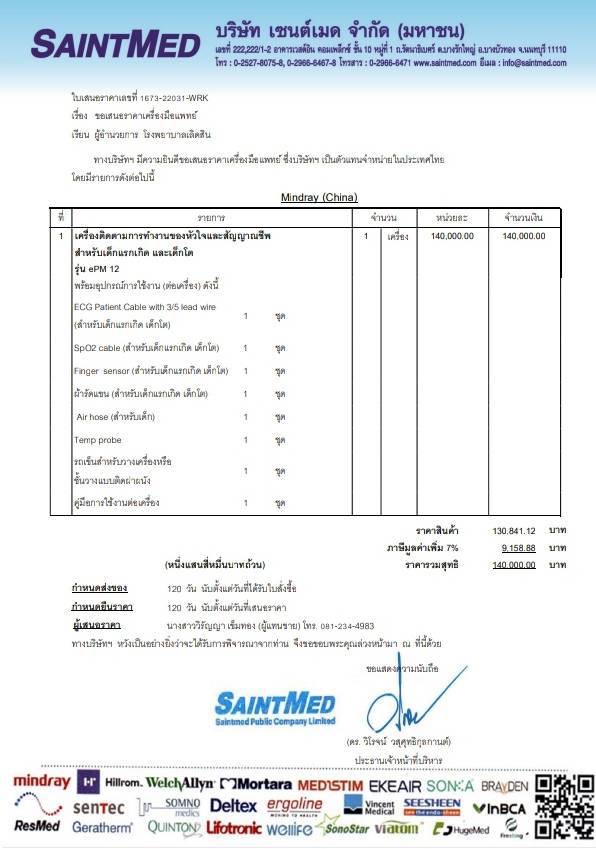 SAINTMED
บริษัท เซนต์เมด จำกัด (มหาชน)
เลขที่ 222,222/1-2 อาคารเวสต์อิน คอมเพล็กซ์ ชั้น 10 หมู่ที่ 1 ถ.รัตนาธิเบศร์ ต.บางรักใหญ่ อ.บางบัวทอง จ.นนทบุรี 11110
โทร : 0-2527-8075-8, 0-2966-6467-8 โทรสาร : 0-2966-6471 www.saintmed.com อีเมล : info@saintmed.com
ใบเสนอราคาเลขที่ 1673-22031-WRK
เรื่อง ขอเสนอราคาเครื่องมือแพทย์
เรียน ผู้อำนวยการ โรงพยาบาลเลิดสิน
ทางบริษัทฯ มีความยินดีขอเสนอราคาเครื่องมือแพทย์ ซึ่งบริษัทฯ เป็นตัวแทนจำหน่ายในประเทศไทย
โดยมีรายการดังต่อไปนี้
Mindray (China)
ที่ รายการ จำนวน หน่วยละ จำนวนเงิน
1 เครื่องติดตามการทำงานของหัวใจและสัญญาณชีพ 1 เครื่อง 140,000.00 140,000.00
สำหรับเด็กแรกเกิด และเด็กโต
รุ่น ePM 12
พร้อมอุปกรณ์การใช้งาน (ต่อเครื่อง) ดังนี้
ECG Patient Cable with 3/5 lead wire
(สำหรับเด็กแรกเกิด เด็กโต) 1 ชุด
SpO2 cable (สำหรับเด็กแรกเกิด เด็กโต) 1 ชุด
Finger sensor (สำหรับเด็กแรกเกิด เด็กโต) 1 ชุด
ผ้ารัดแขน (สำหรับเด็กแรกเกิด เด็กโต) 1 ชุด
Air hose (สำหรับเด็ก) 1 ชุด
Temp probe 1 ชุด
รถเข็นสำหรับวางเครื่องหรือ
ชั้นวางแบบติดฝาผนัง 1 ชุด
คู่มือการใช้งานต่อเครื่อง 1 ชุด
ราคาสินค้า 130.841.12 บาท
ภาษีมูลค่าเพิ่ม 7% 9,158.88 บาท
(หนึ่งแสนสี่หมื่นบาทถ้วน) ราคารวมสุทธิ 140.000.00 บาท
กำหนดส่งของ 120 วัน นับตั้งแต่วันที่ได้รับใบสั่งซื้อ
กำหนดยืนราคา 120 วัน นับตั้งแต่วันที่เสนอราคา
ผู้เสนอราคา นางสาววิรัญญา เข็มทอง (ผู้แทนขาย) โทร. 081-234-4983
ทางบริษัทฯ หวังเป็นอย่างยิ่งว่าจะได้รับการพิจารณาจากท่าน จึงขอขอบพระคุณล่วงหน้ามา ณ ที่นี้ด้วย
ขอแสดงความนับถือ
SAINTMED
Saintmed Public Company Limited
(ดร. วิโรจน์ วสุศุทธิกุลกานต์)
ประธานเจ้าหน้าที่บริหาร
mindray Hillrom. WelchAllyn Mortara MEDISTIM EKEAIR SONKA BRAYDEN
sentec SOMNO medics Deltex ergoline Vincent Medical SEESHEEN VINBCA
ResMed Geratherm QUINTON Lifotronic wellife SonoStar viatom HugeMed